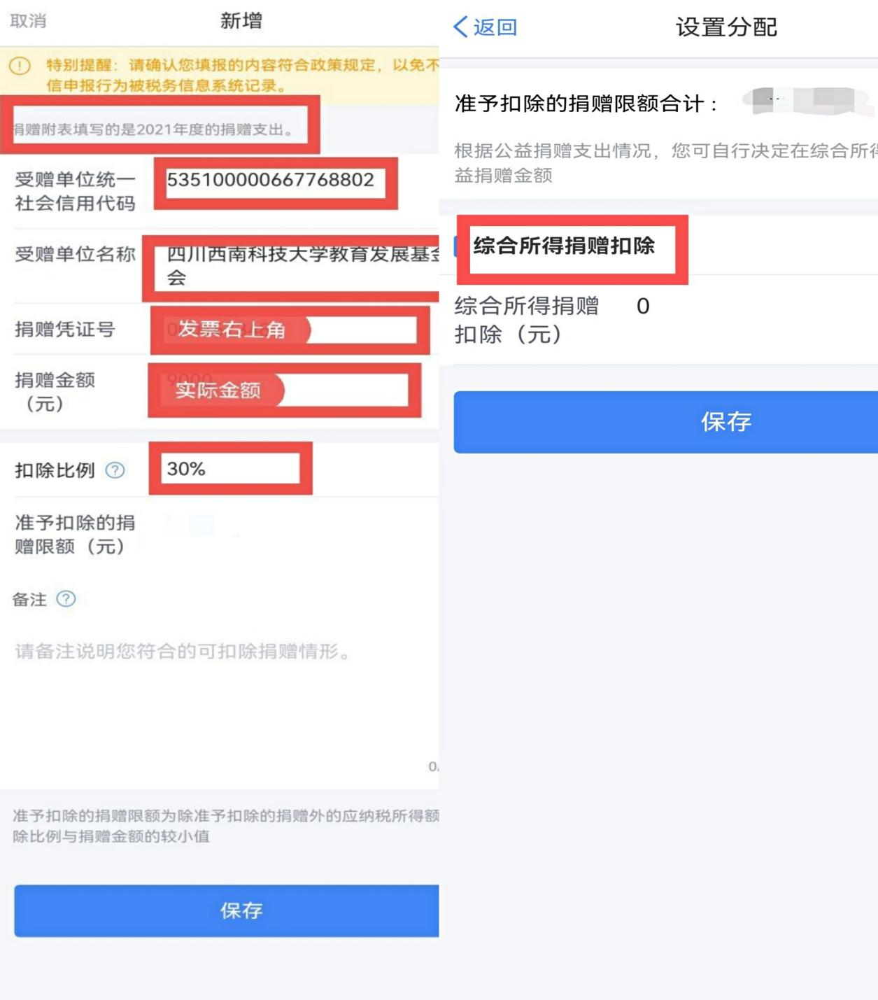 取消
新增
特别提醒：请确认您填报的内容符合政策规定，以免不
信申报行为被税务信息系统记录。
捐赠附表填写的是2021年度的捐赠支出。
受赠单位统一
社会信用代码
535100000667768802
受赠单位名称
四川西南科技大学教育发展基金
会
捐赠凭证号
发票右上角
捐赠金额
（元）
9000
实际金额
扣除比例
30%
准予扣除的捐
赠限额（元）
备注
请备注说明您符合的可扣除捐赠情形。
0/
准予扣除的捐赠限额为除准予扣除的捐赠外的应纳税所得额
除比例与捐赠金额的较小值
保存
返回
设置分配
准予扣除的捐赠限额合计：
根据公益捐赠支出情况，您可自行决定在综合所得
益捐赠金额
综合所得捐赠扣除
综合所得捐赠
扣除（元）
0
保存